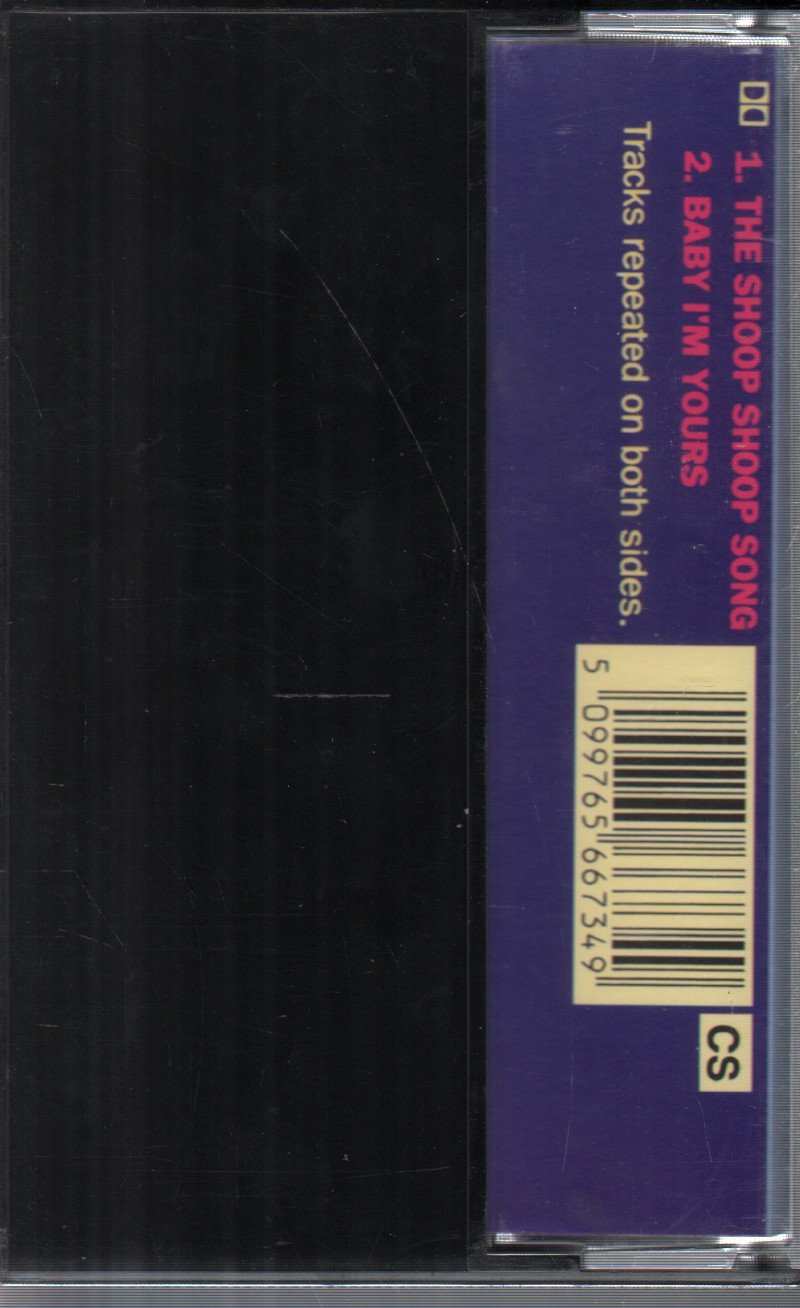 1. THE SHOOP SHOOP SONG
2. BABY I'M YOURS
Tracks repeated on both sides.
5 099765 667349
CS